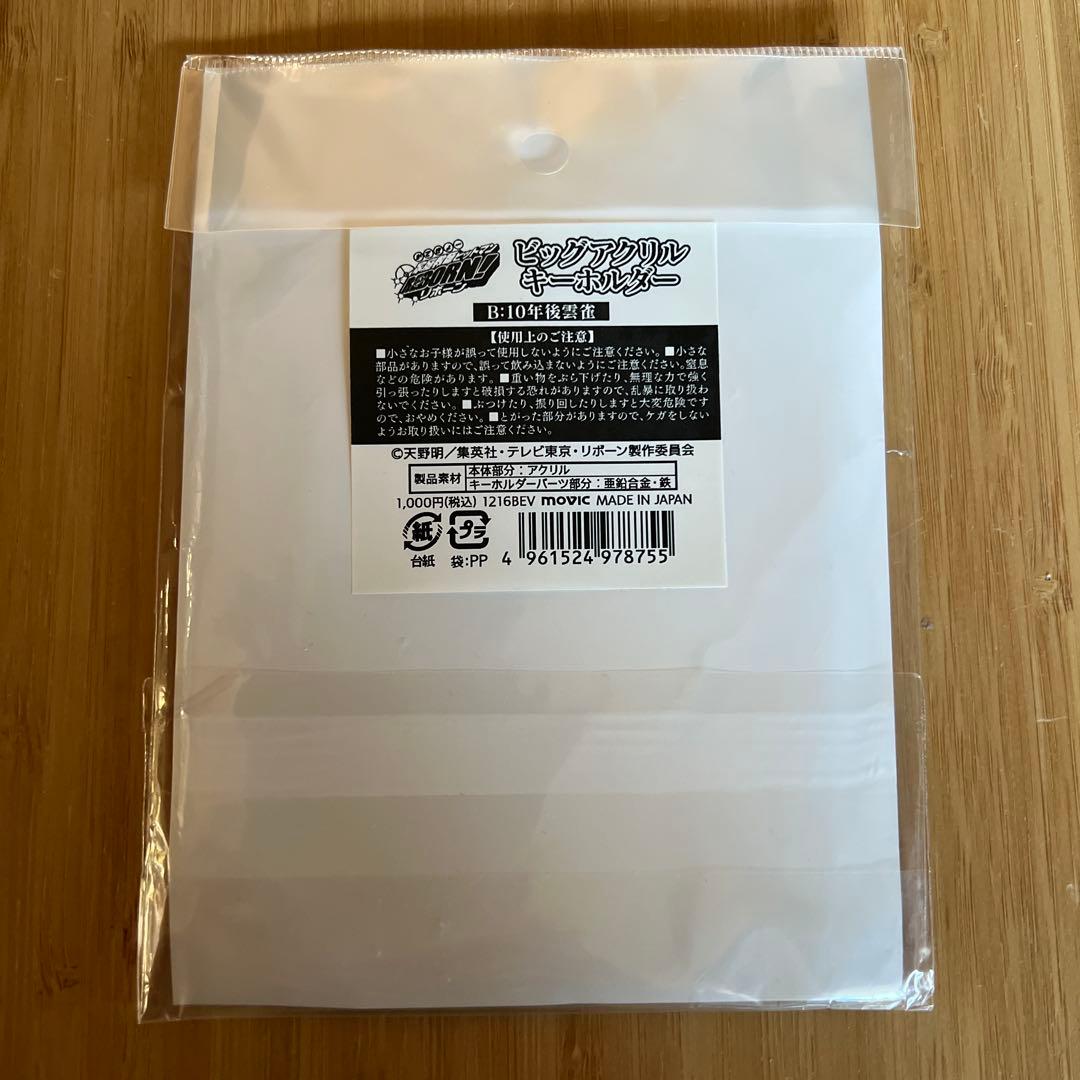 かてきょー
ヒットマン
REBORN!
リボーン
ビッグアクリル
キーホルダー
B:10年後雲雀
【使用上のご注意】
■小さなお子様が誤って使用しないようにご注意ください。■小さな
部品がありますので、誤って飲み込まないようにご注意ください。窒息
などの危険があります。■重い物をぶら下げたり、無理な力で強く
引っ張ったりしますと破損する恐れがありますので、乱暴に取り扱わ
ないでください。■ぶつけたり、振り回したりしますと大変危険です
ので、おやめください。■とがった部分がありますので、ケガをしない
ようお取り扱いにはご注意ください。
©天野明／集英社・テレビ東京・リボーン製作委員会
製品素材
本体部分：アクリル
キーホルダーパーツ部分：亜鉛合金・鉄
1,000円(税込) 1216BEV movic MADE IN JAPAN
紙
プラ
台紙 袋:PP
4 961524 978755